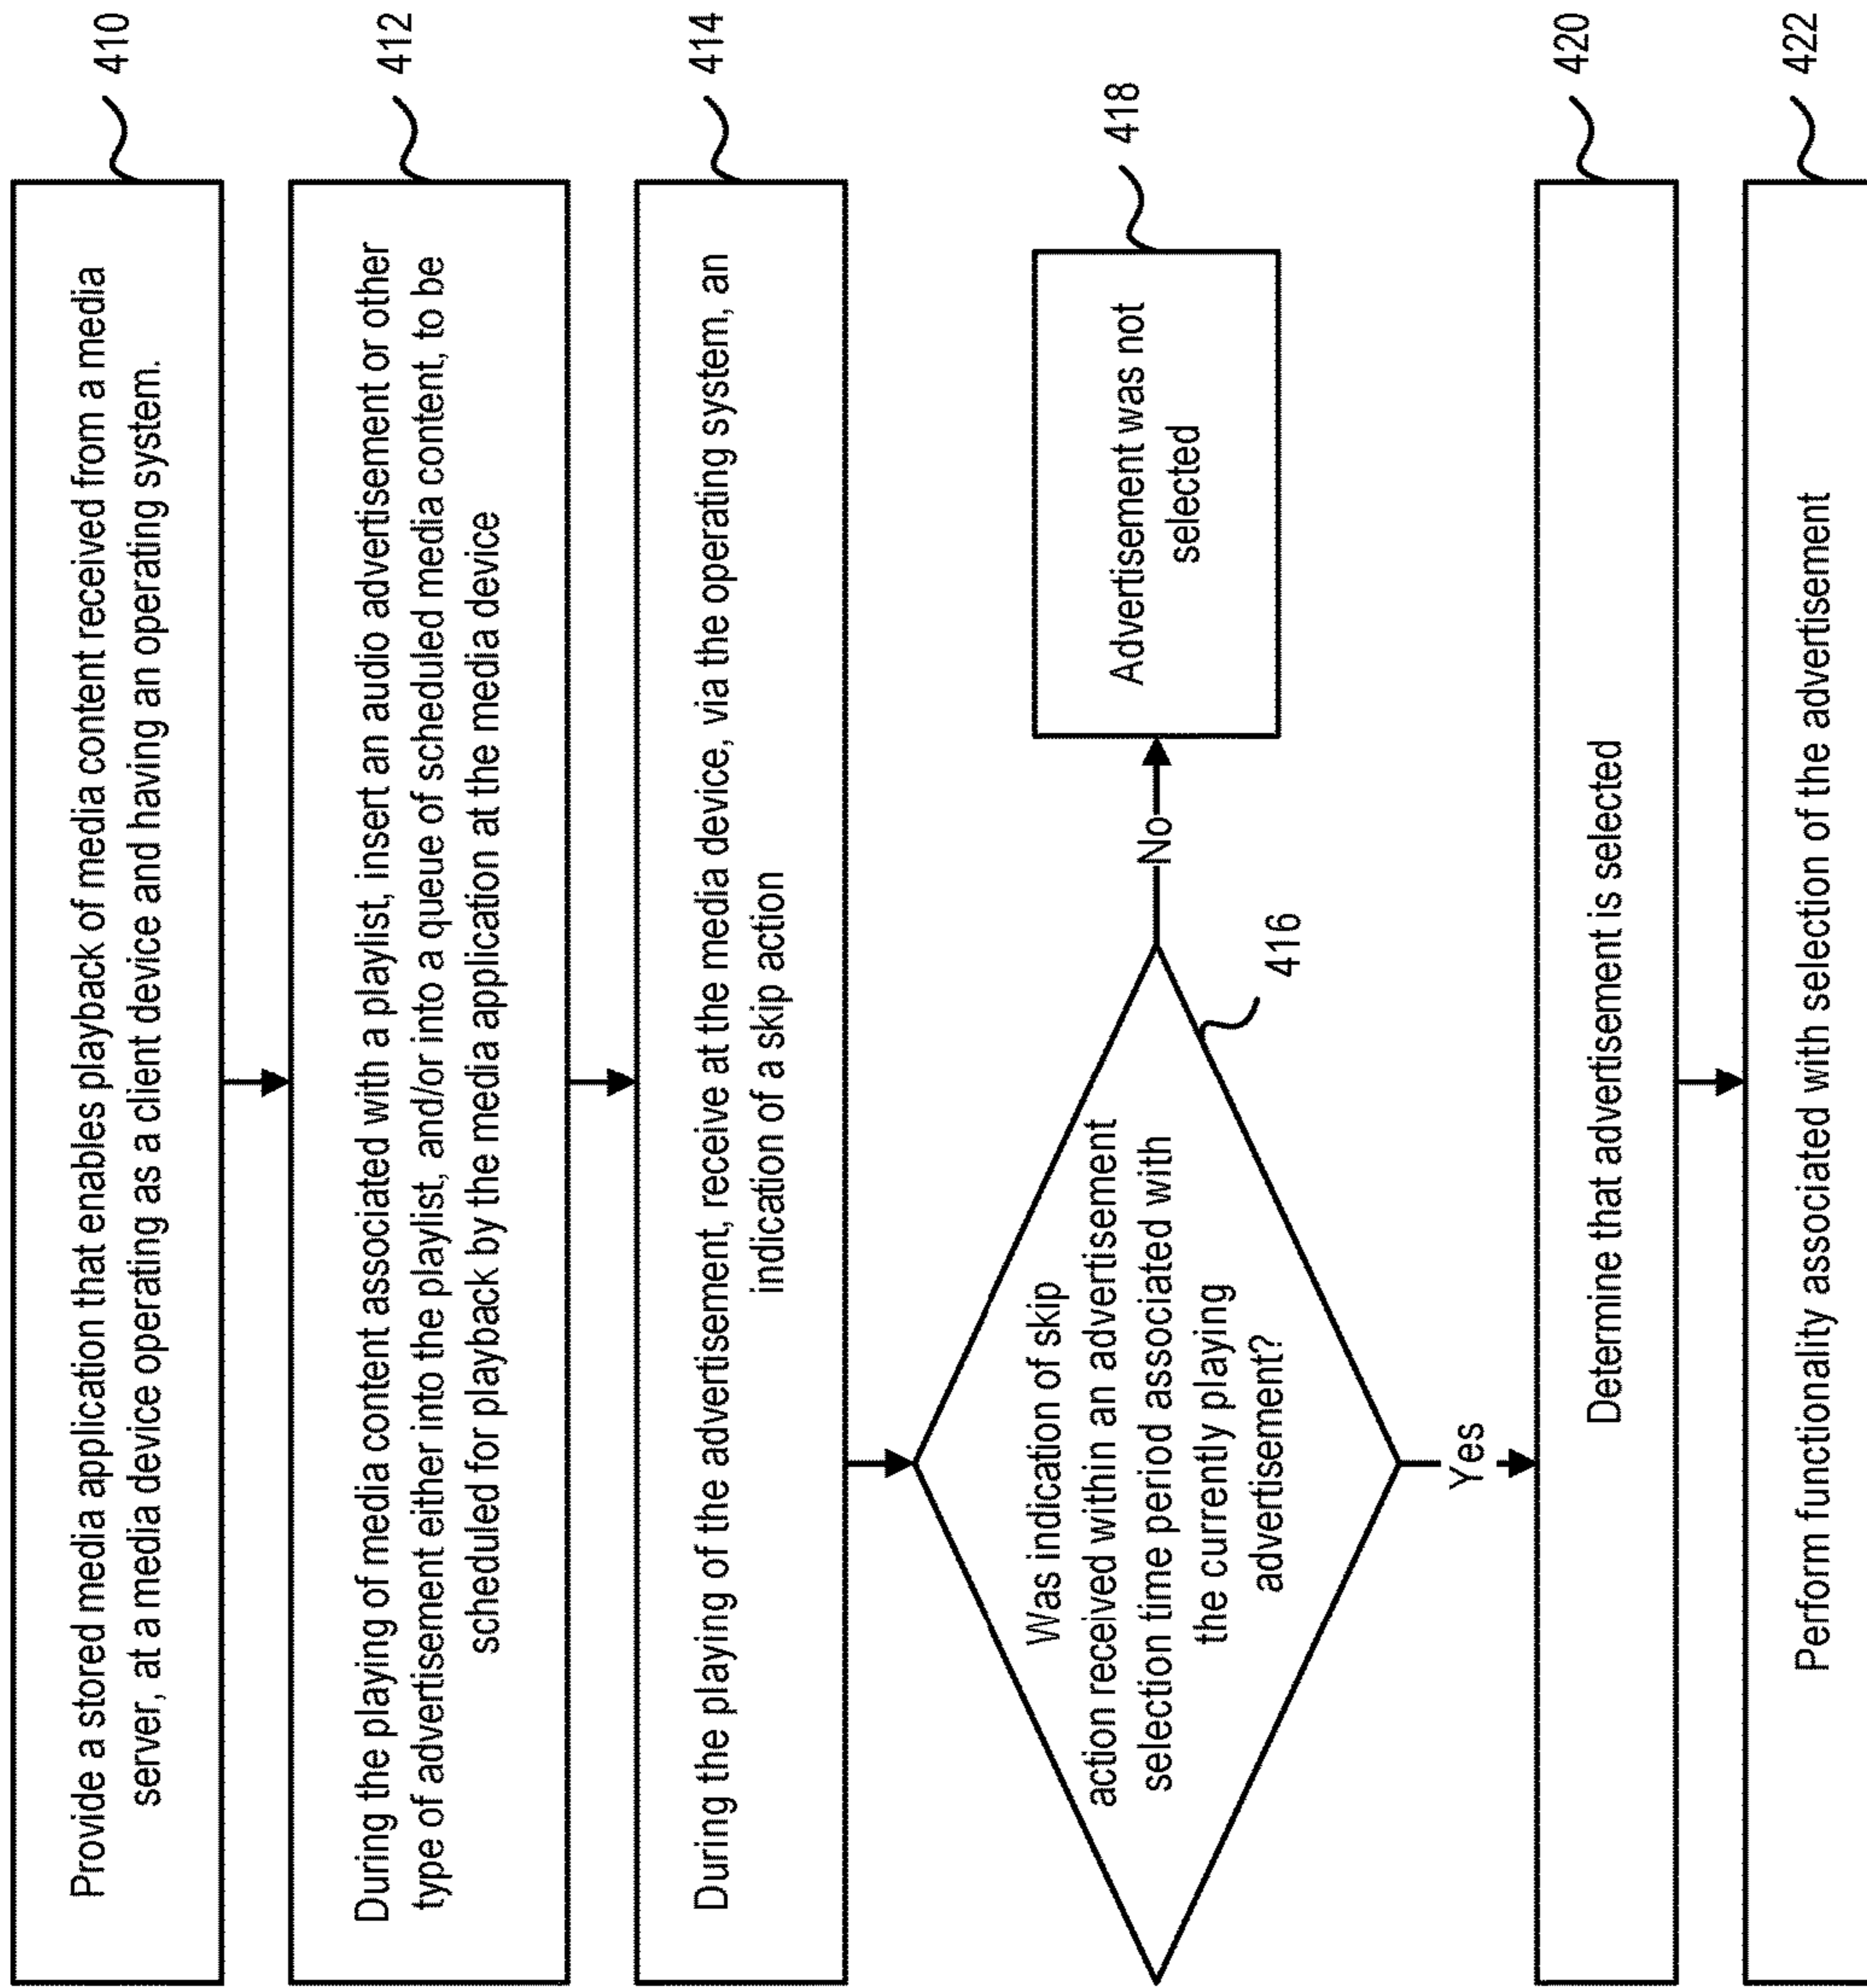 Provide a stored media application that enables playback of media content received from a media
server, at a media device operating as a client device and having an operating system.
410
During the playing of media content associated with a playlist, insert an audio advertisement or other
type of advertisement either into the playlist, and/or into a queue of scheduled media content, to be
scheduled for playback by the media application at the media device
412
During the playing of the advertisement, receive at the media device, via the operating system, an
indication of a skip action
414
Was indication of skip
action received within an advertisement
selection time period associated with
the currently playing
advertisement?
416
No
Advertisement was not
selected
418
Yes
Determine that advertisement is selected
420
Perform functionality associated with selection of the advertisement
422